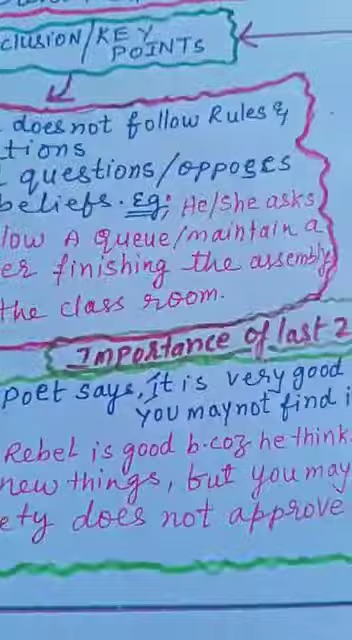 clusion/KEY
POINTS
does not follow Rules &
tions
questions/opposes
beliefs. Eg; He/She asks
low A queue/maintain a
er finishing the assembly
the class room.
Importance of last 2
poet says, It is very good
you may not find i
Rebel is good b.coz he think
new things, but you may
ety does not approve